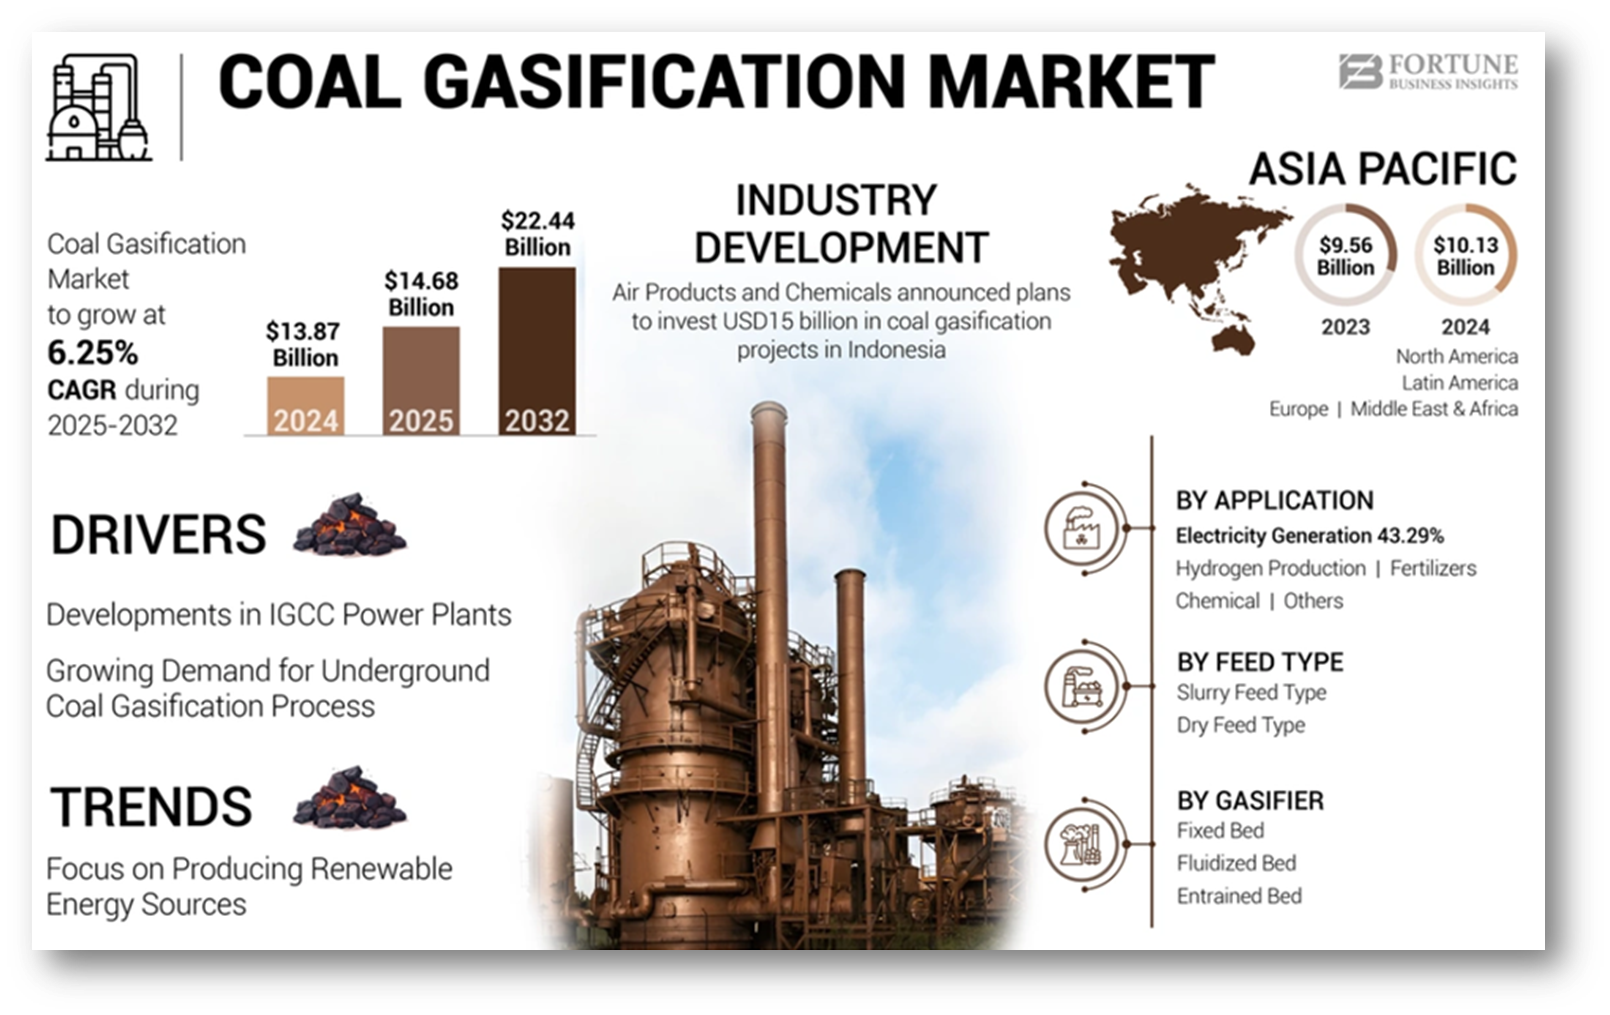 COAL GASIFICATION MARKET
FORTUNE
BUSINESS INSIGHTS
Coal Gasification
Market
to grow at
6.25%
CAGR during
2025-2032
$13.87
Billion
2024
$14.68
Billion
2025
$22.44
Billion
2032
INDUSTRY
DEVELOPMENT
Air Products and Chemicals announced plans
to invest USD15 billion in coal gasification
projects in Indonesia
ASIA PACIFIC
$9.56
Billion
2023
$10.13
Billion
2024
North America
Latin America
Europe | Middle East & Africa
DRIVERS
Developments in IGCC Power Plants
Growing Demand for Underground
Coal Gasification Process
TRENDS
Focus on Producing Renewable
Energy Sources
BY APPLICATION
Electricity Generation 43.29%
Hydrogen Production | Fertilizers
Chemical | Others
BY FEED TYPE
Slurry Feed Type
Dry Feed Type
BY GASIFIER
Fixed Bed
Fluidized Bed
Entrained Bed